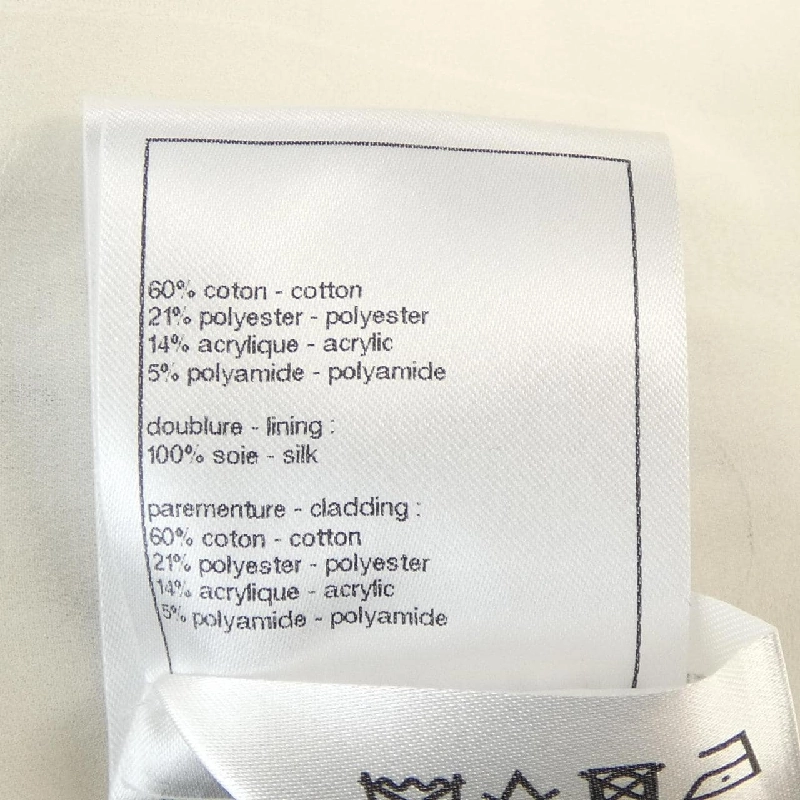 60% coton - cotton
21% polyester - polyester
14% acrylique - acrylic
5% polyamide - polyamide
doublure - lining :
100% soie - silk
parementure - cladding :
60% coton - cotton
21% polyester - polyester
14% acrylique - acrylic
5% polyamide - polyamide